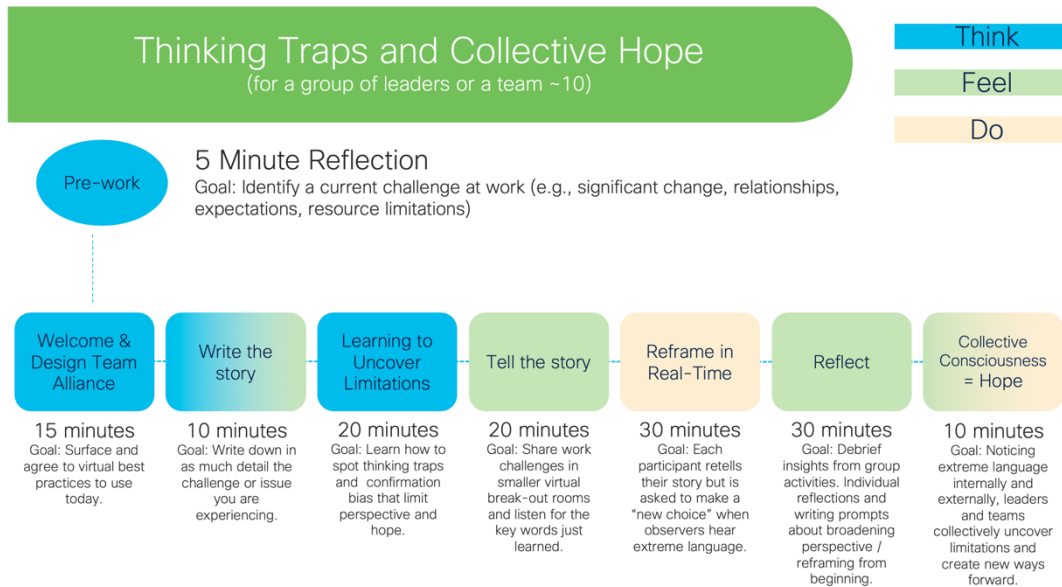 Thinking Traps and Collective Hope
(for a group of leaders or a team ~10)
Think
Feel
Do
Pre-work
5 Minute Reflection
Goal: Identify a current challenge at work (e.g., significant change, relationships,
expectations, resource limitations)
Welcome &
Design Team
Alliance
15 minutes
Goal: Surface and
agree to virtual best
practices to use
today.
Write the
story
10 minutes
Goal: Write down in
as much detail the
challenge or issue
you are
experiencing.
Learning to
Uncover
Limitations
20 minutes
Goal: Learn how to
spot thinking traps
and confirmation
bias that limit
perspective and
hope.
Tell the story
20 minutes
Goal: Share work
challenges in
smaller virtual
break-out rooms
and listen for the
key words just
learned.
Reframe in
Real-Time
30 minutes
Goal: Each
participant retells
their story but is
asked to make a
“new choice” when
observers hear
extreme language.
Reflect
30 minutes
Goal: Debrief
insights from group
activities. Individual
reflections and
writing prompts
about broadening
perspective /
reframing from
beginning.
Collective
Consciousness
= Hope
10 minutes
Goal: Noticing
extreme language
internally and
externally, leaders
and teams
collectively uncover
limitations and
create new ways
forward.